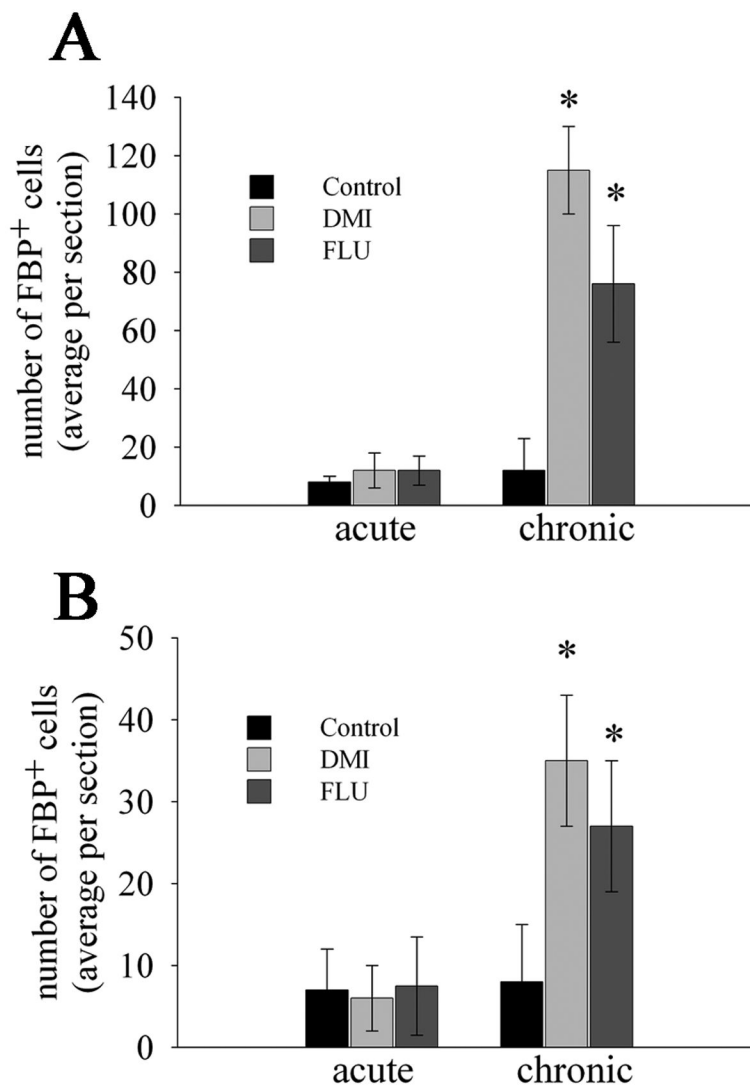 A
number of FBP+ cells
(average per section)
140
120
100
80
60
40
20
0
Control
DMI
FLU
*
*
acute
chronic
B
number of FBP+ cells
(average per section)
50
40
30
20
10
0
Control
DMI
FLU
*
*
acute
chronic